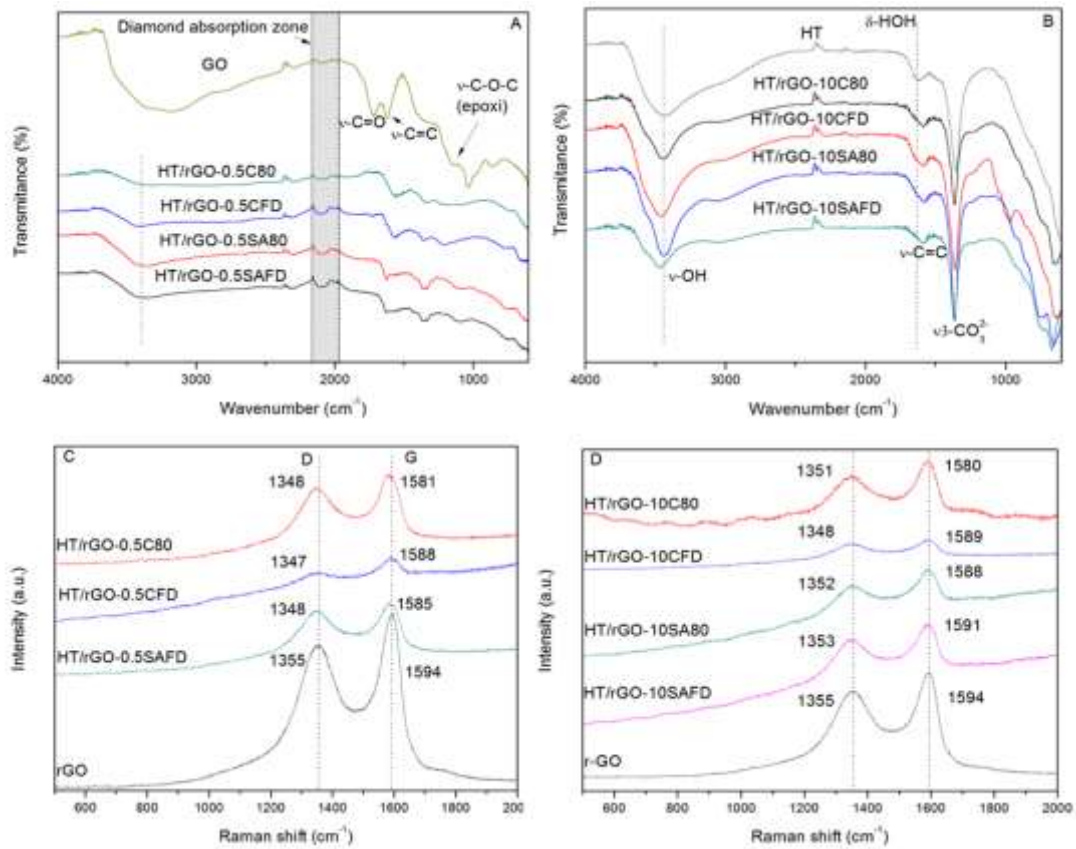 Diamond absorption zone
A
GO
ν-C-O-C
(epoxi)
ν-C=O
ν-C=C
HT/rGO-0.5C80
HT/rGO-0.5CFD
HT/rGO-0.5SA80
HT/rGO-0.5SAFD
Transmitance (%)
4000 3000 2000 1000
Wavenumber (cm⁻¹)
B
δ-HOH
HT
HT/rGO-10C80
HT/rGO-10CFD
HT/rGO-10SA80
HT/rGO-10SAFD
ν-C=C
ν-OH
ν3-CO₃²⁻
Transmitance (%)
4000 3000 2000 1000
Wavenumber (cm⁻¹)
C
D
G
1348
1581
HT/rGO-0.5C80
1347
1588
HT/rGO-0.5CFD
1348
1585
HT/rGO-0.5SAFD
1355
1594
rGO
Intensity (a.u.)
600 800 1000 1200 1400 1600 1800 200
Raman shift (cm⁻¹)
D
1351
1580
HT/rGO-10C80
1348
1589
HT/rGO-10CFD
1352
1588
HT/rGO-10SA80
1353
1591
HT/rGO-10SAFD
1355
1594
r-GO
Intensity (a.u.)
600 800 1000 1200 1400 1600 1800 2000
Raman shift (cm⁻¹)